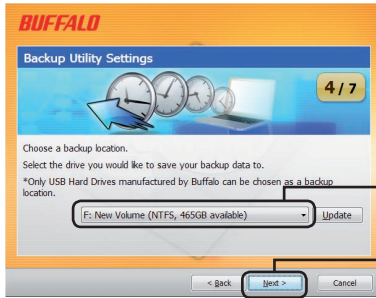 BUFFALO
Backup Utility Settings
4 / 7
Choose a backup location.
Select the drive you would like to save your backup data to.
*Only USB Hard Drives manufactured by Buffalo can be chosen as a backup
location.
F: New Volume (NTFS, 465GB available)
Update
< Back
Next >
Cancel